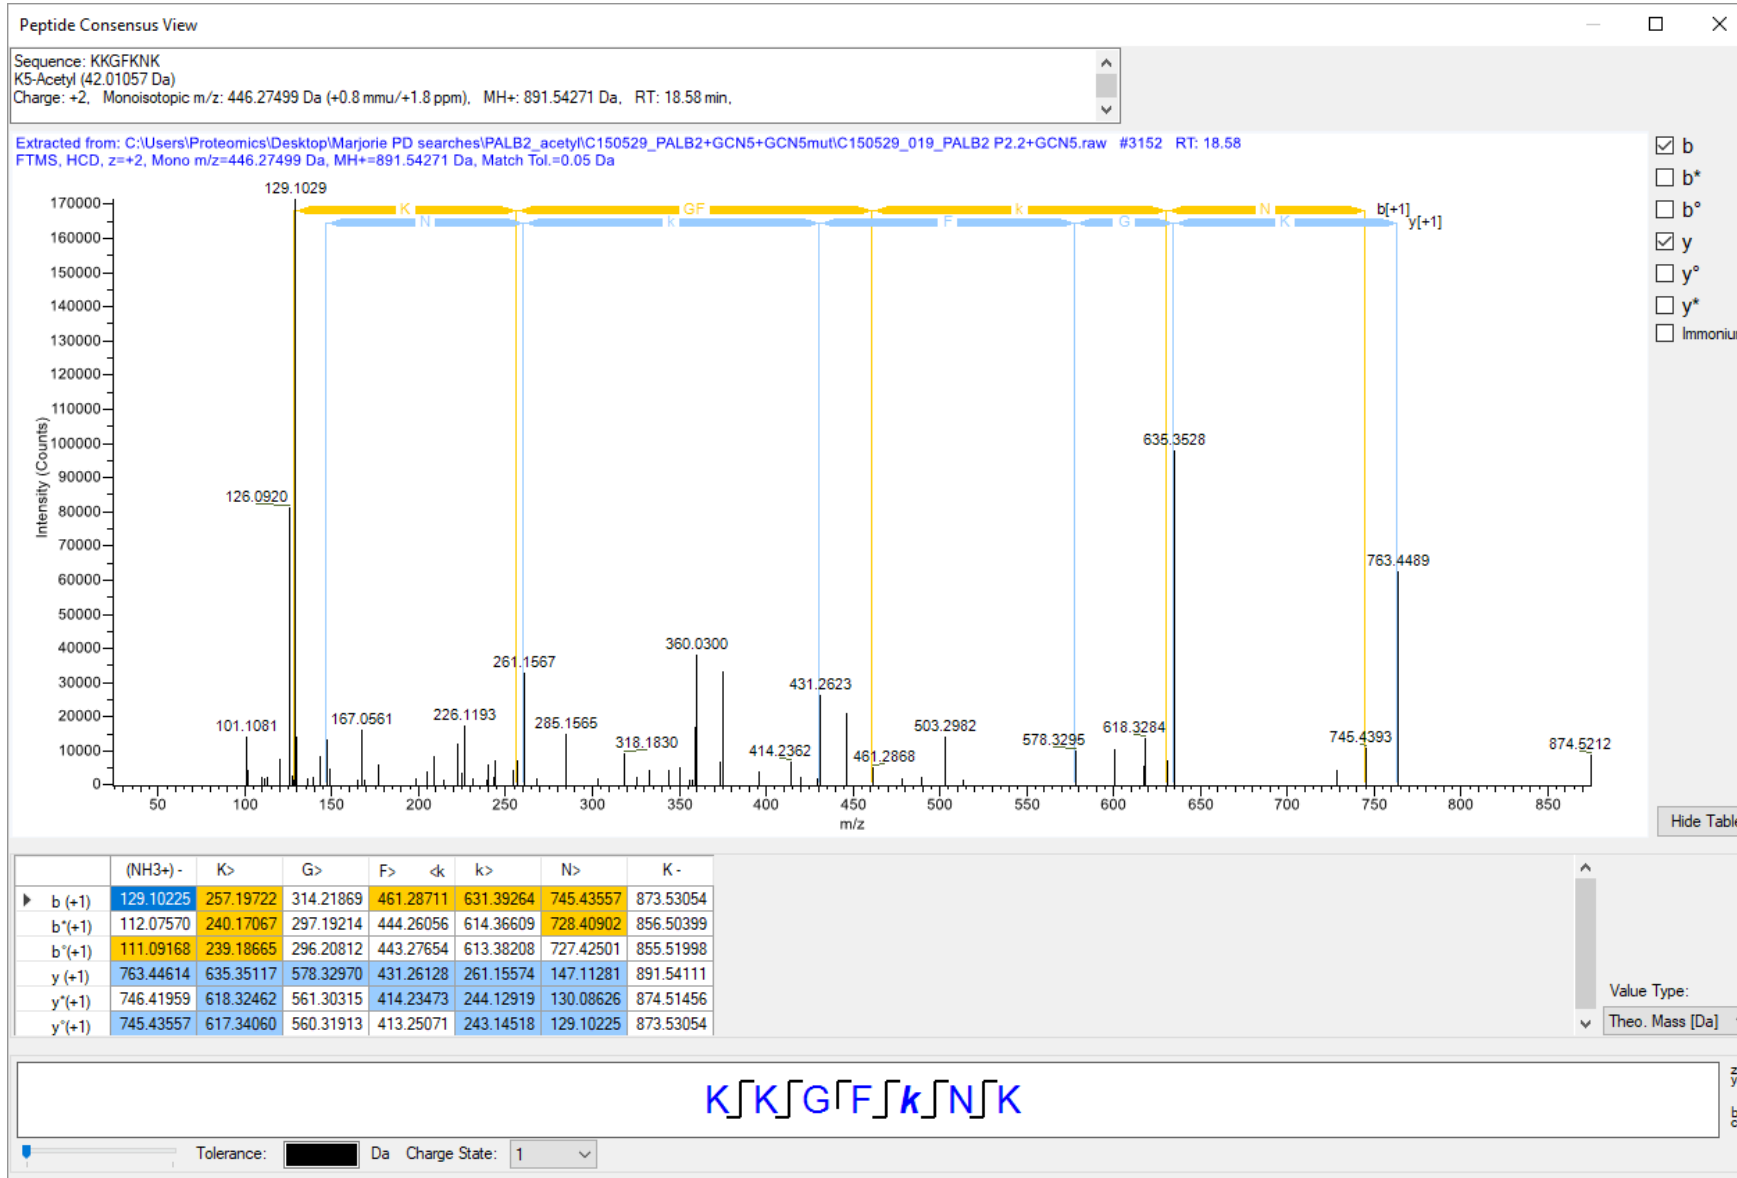 Peptide Consensus View
Sequence: KKGFKNK
K5-Acetyl (42.01057 Da)
Charge: +2, Monoisotopic m/z: 446.27499 Da (+0.8 mmu/+1.8 ppm), MH+: 891.54271 Da, RT: 18.58 min,
Extracted from: C:\Users\Proteomics\Desktop\Marjorie PD searches\PALB2_acetyl\C150529_PALB2+GCN5+GCN5mut\C150529_019_PALB2 P2.2+GCN5.raw #3152 RT: 18.58
FTMS, HCD, z=+2, Mono m/z=446.27499 Da, MH+=891.54271 Da, Match Tol.=0.05 Da
b
b*
b°
y
y°
y*
Immoniu
129.1029
K GF k N b[+1]
N k F G K y[+1]
170000
160000
150000
140000
130000
120000
110000
100000
90000
80000
70000
60000
50000
40000
30000
20000
10000
0
Intensity (Counts)
635.3528
126.0920
763.4489
360.0300
261.1567
431.2623
101.1081
167.0561
226.1193
285.1565
318.1830
414.2362
461.2868
503.2982
578.3295
618.3284
745.4393
874.5212
50 100 150 200 250 300 350 400 450 500 550 600 650 700 750 800 850
m/z
Hide Table
(NH3+) - K> G> F> <k k> N> K -
b (+1) 129.10225 257.19722 314.21869 461.28711 631.39264 745.43557 873.53054
b*(+1) 112.07570 240.17067 297.19214 444.26056 614.36609 728.40902 856.50399
b°(+1) 111.09168 239.18665 296.20812 443.27654 613.38208 727.42501 855.51998
y (+1) 763.44614 635.35117 578.32970 431.26128 261.15574 147.11281 891.54111
y*(+1) 746.41959 618.32462 561.30315 414.23473 244.12919 130.08626 874.51456
y°(+1) 745.43557 617.34060 560.31913 413.25071 243.14518 129.10225 873.53054
Value Type:
Theo. Mass [Da]
K K G F k N K
Tolerance: Da Charge State: 1